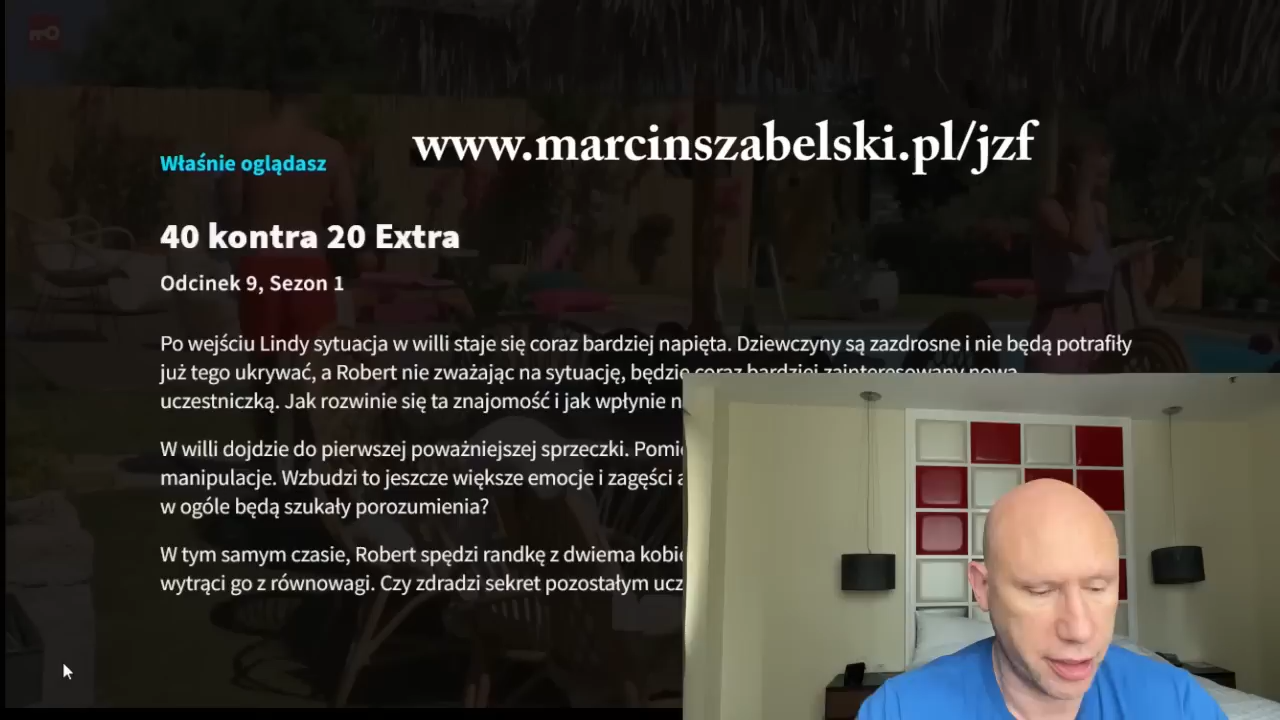 www.marcinszabelski.pl/jzf
Właśnie oglądasz
40 kontra 20 Extra
Odcinek 9, Sezon 1
Po wejściu Lindy sytuacja w willi staje się coraz bardziej napięta. Dziewczyny są zazdrosne i nie będą potrafiły
już tego ukrywać, a Robert nie zważając na sytuację, będzie coraz bardziej zainteresowany nową
uczestniczką. Jak rozwinie się ta znajomość i jak wpłynie n
W willi dojdzie do pierwszej poważniejszej sprzeczki.
manipulacje. Wzbudzi to jeszcze większe emocje i zagęści
w ogóle będą szukały porozumienia?
W tym samym czasie, Robert spędzi randkę z dwiema
wytrąci go z równowagi. Czy zdradzi sekret pozostałym